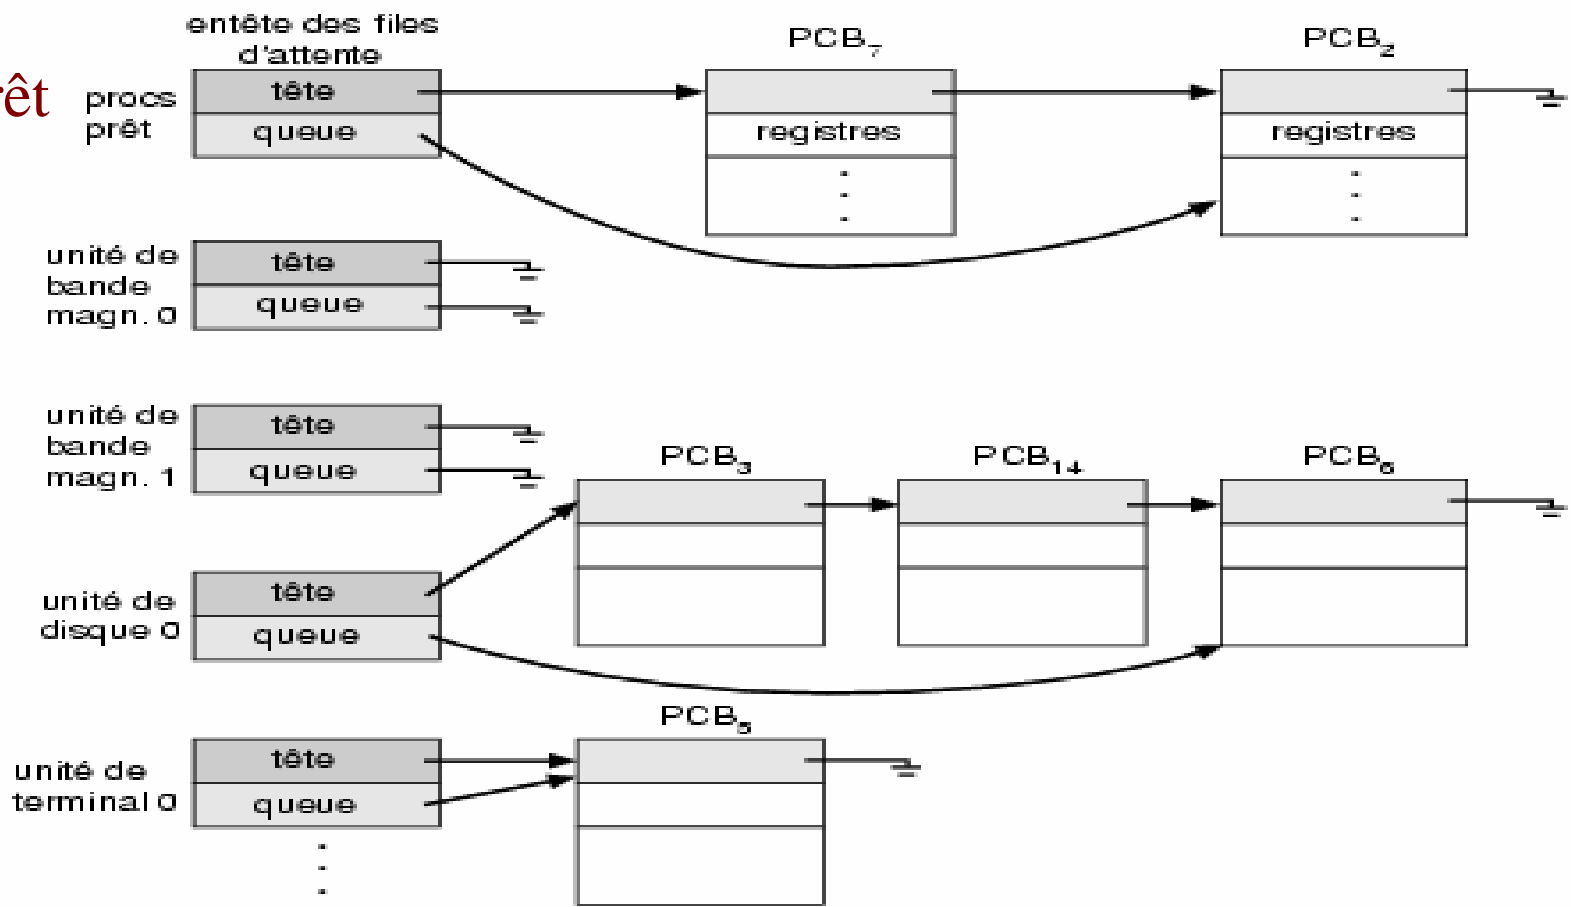 entête des files
d'attente
PCB₇
PCB₂
rêt
procs
prêt
tête
queue
registres
registres
unité de
bande
magn. 0
tête
queue
unité de
bande
magn. 1
tête
queue
PCB₃
PCB₁₄
PCB₆
unité de
disque 0
tête
queue
PCB₅
unité de
terminal 0
tête
queue